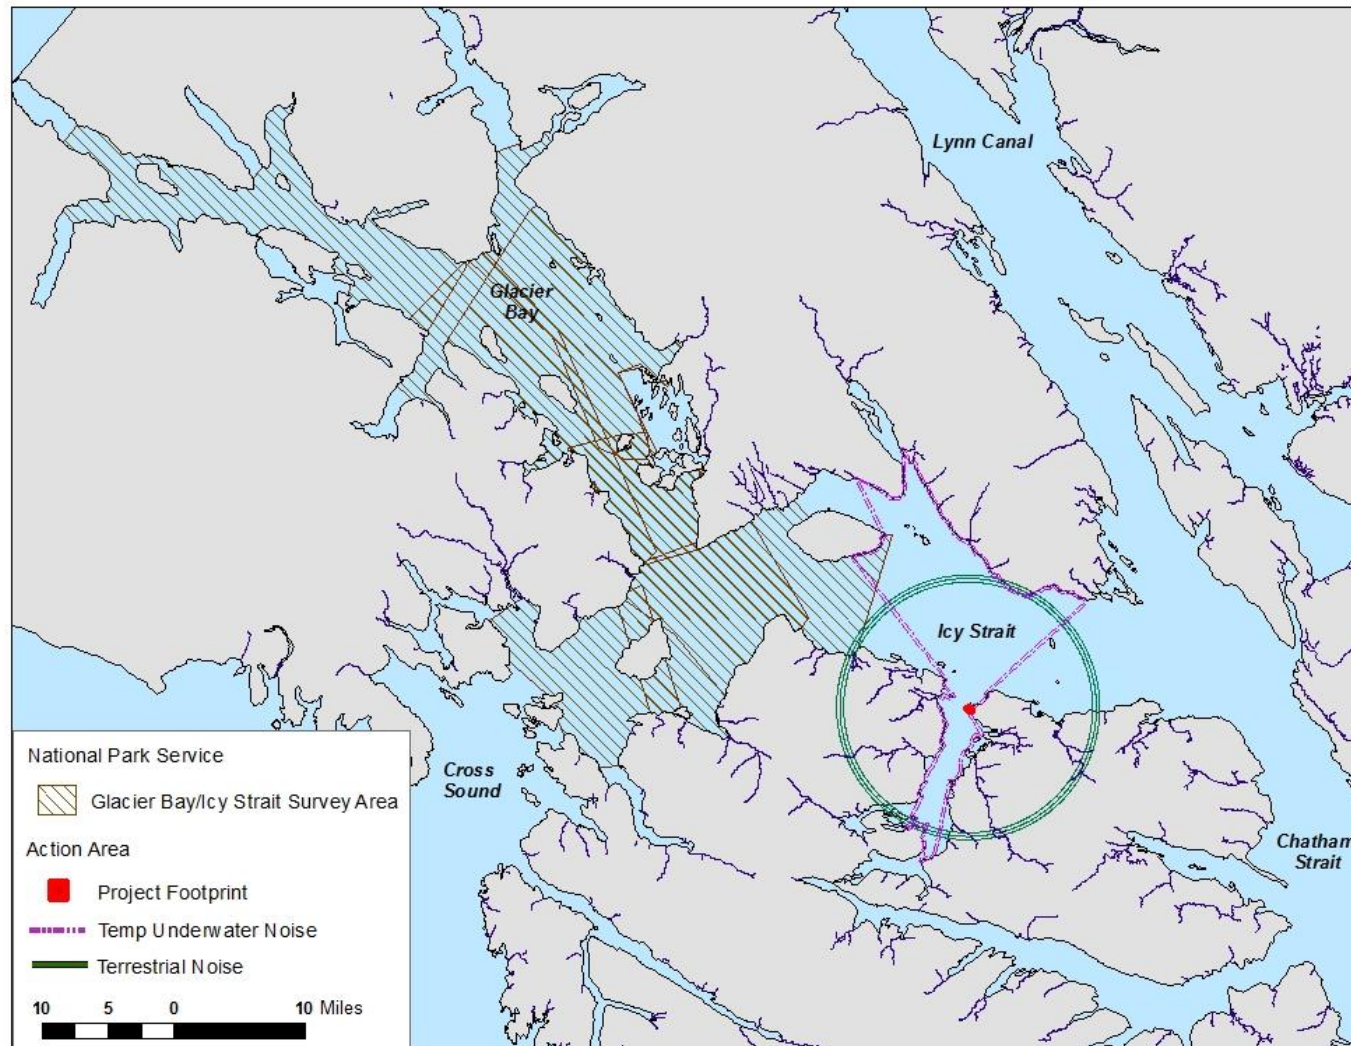 Lynn Canal
Glacier
Bay
Icy Strait
Cross
Sound
Chatham
Strait
National Park Service
Glacier Bay/Icy Strait Survey Area
Action Area
Project Footprint
Temp Underwater Noise
Terrestrial Noise
10 5 0 10 Miles